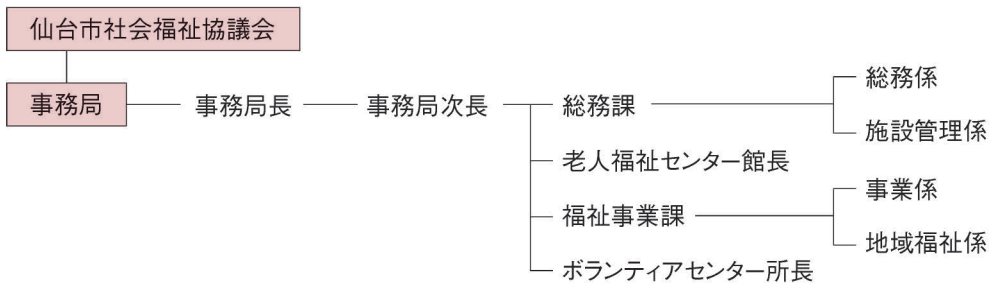 仙台市社会福祉協議会
事務局
事務局長
事務局次長
総務課
総務係
施設管理係
老人福祉センター館長
福祉事業課
事業係
地域福祉係
ボランティアセンター所長